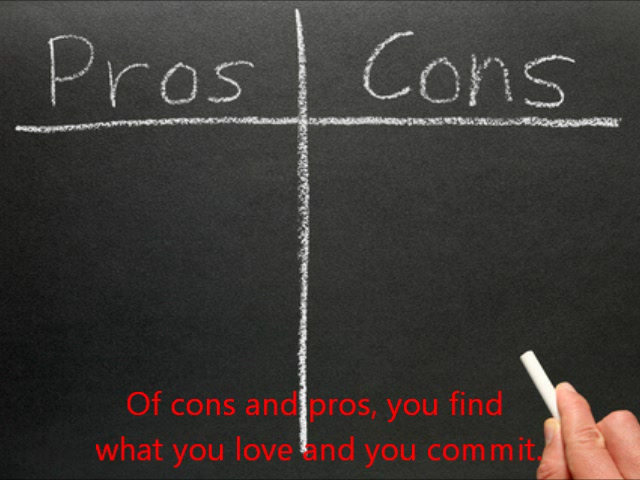 Pros Cons
Of cons and pros, you find
what you love and you commit.